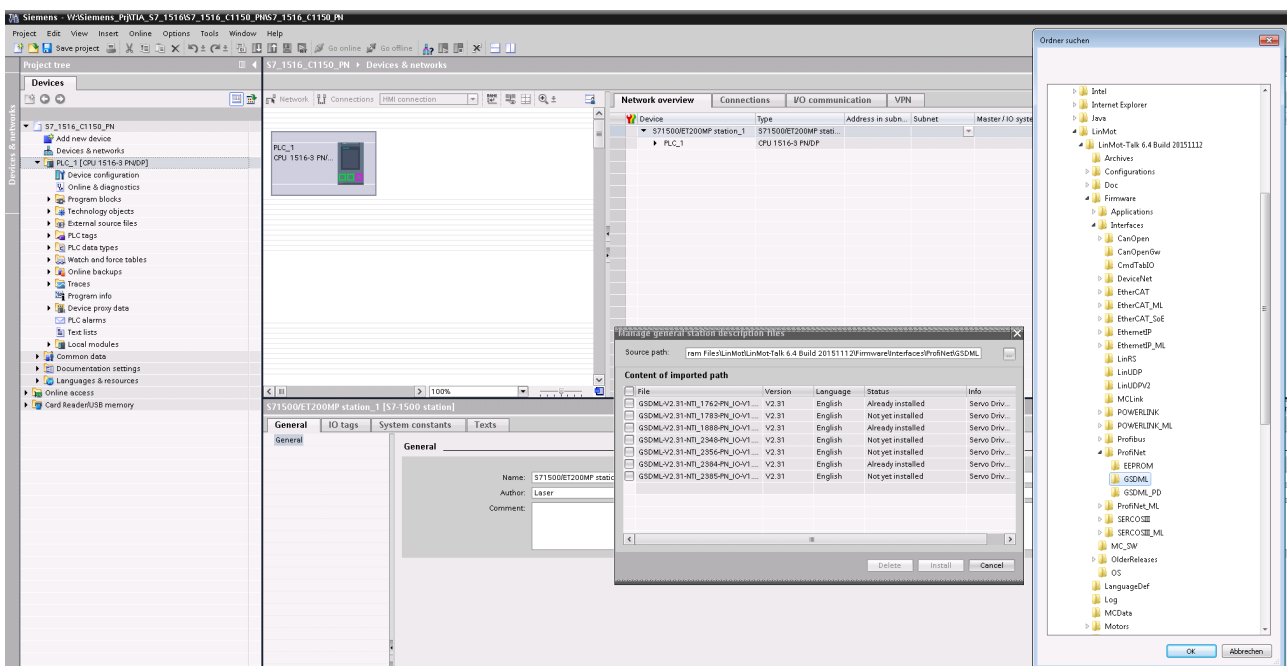 Siemens - W:\Siemens_Prj\TIA_S7_1516\S7_1516_C1150_PN\S7_1516_C1150_PN
Project Edit View Insert Online Options Tools Window Help
Save project Go online Go offline
Project tree
Devices
Devices & networks
S7_1516_C1150_PN
Add new device
Devices & networks
PLC_1 [CPU 1516-3 PN/DP]
Device configuration
Online & diagnostics
Program blocks
Technology objects
External source files
PLC tags
PLC data types
Watch and force tables
Online backups
Traces
Program info
Device proxy data
PLC alarms
Text lists
Local modules
Common data
Documentation settings
Languages & resources
Online access
Card Reader/USB memory
S7_1516_C1150_PN Devices & networks
Network Connections HMI connection
PLC_1
CPU 1516-3 PN/...
100%
Network overview Connections I/O communication VPN
Device Type Address in subn... Subnet Master / IO syste
S71500/ET200MP station_1 S71500/ET200MP stati...
PLC_1 CPU 1516-3 PN/DP
S71500/ET200MP station_1 [S7-1500 station]
General IO tags System constants Texts
General
General
Name: S71500/ET200MP static
Author: Laser
Comment:
Manage general station description files
Source path: ram Files\LinMot\LinMot-Talk 6.4 Build 20151112\Firmware\Interfaces\ProfiNet\GSDML
Content of imported path
File Version Language Status Info
GSDML-V2.31-NTI_1762-PN_IO-V1.... V2.31 English Already installed Servo Driv...
GSDML-V2.31-NTI_1783-PN_IO-V1.... V2.31 English Not yet installed Servo Driv...
GSDML-V2.31-NTI_1888-PN_IO-V1.... V2.31 English Already installed Servo Driv...
GSDML-V2.31-NTI_2348-PN_IO-V1.... V2.31 English Not yet installed Servo Driv...
GSDML-V2.31-NTI_2356-PN_IO-V1.... V2.31 English Not yet installed Servo Driv...
GSDML-V2.31-NTI_2384-PN_IO-V1.... V2.31 English Already installed Servo Driv...
GSDML-V2.31-NTI_2385-PN_IO-V1.... V2.31 English Not yet installed Servo Driv...
Delete Install Cancel
Ordner suchen
Intel
Internet Explorer
Java
LinMot
LinMot-Talk 6.4 Build 20151112
Archives
Configurations
Doc
Firmware
Applications
Interfaces
CanOpen
CanOpenGw
CmdTabIO
DeviceNet
EtherCAT
EtherCAT_ML
EtherCAT_SoE
EthernetIP
EthernetIP_ML
LinRS
LinUDP
LinUDPV2
MCLink
POWERLINK
POWERLINK_ML
Profibus
ProfiNet
EEPROM
GSDML
GSDML_PD
ProfiNet_ML
SERCOSIII
SERCOSIII_ML
MC_SW
OlderReleases
OS
LanguageDef
Log
MCData
Motors
OK Abbrechen